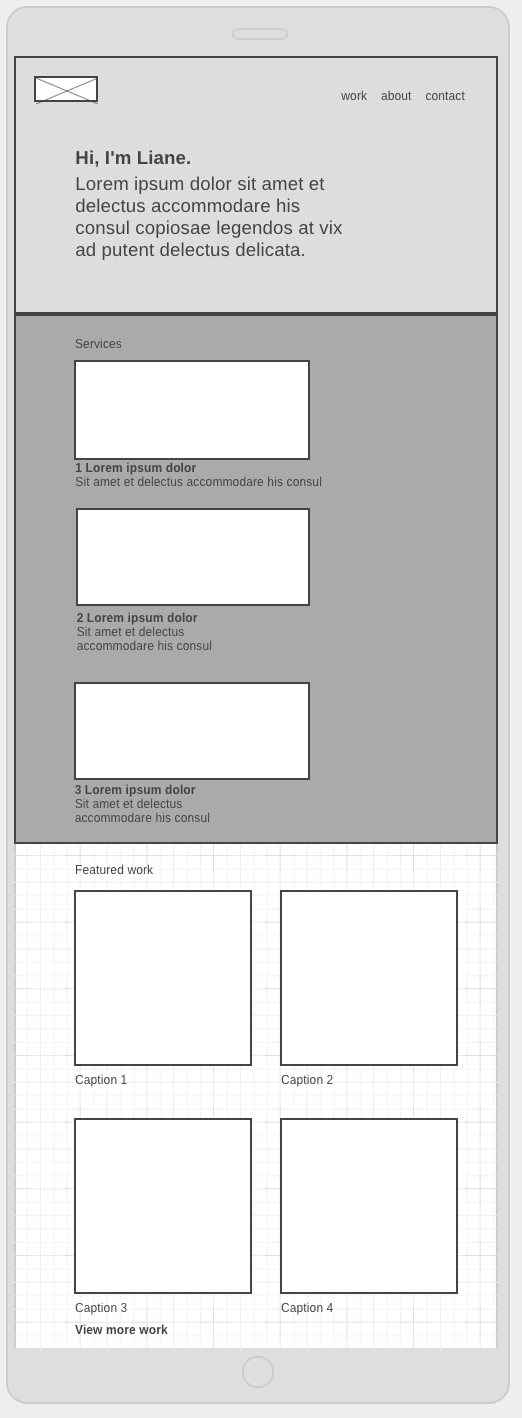 work about contact
Hi, I'm Liane.
Lorem ipsum dolor sit amet et
delectus accommodare his
consul copiosae legendos at vix
ad putent delectus delicata.
Services
1 Lorem ipsum dolor
Sit amet et delectus accommodare his consul
2 Lorem ipsum dolor
Sit amet et delectus
accommodare his consul
3 Lorem ipsum dolor
Sit amet et delectus
accommodare his consul
Featured work
Caption 1
Caption 2
Caption 3
Caption 4
View more work